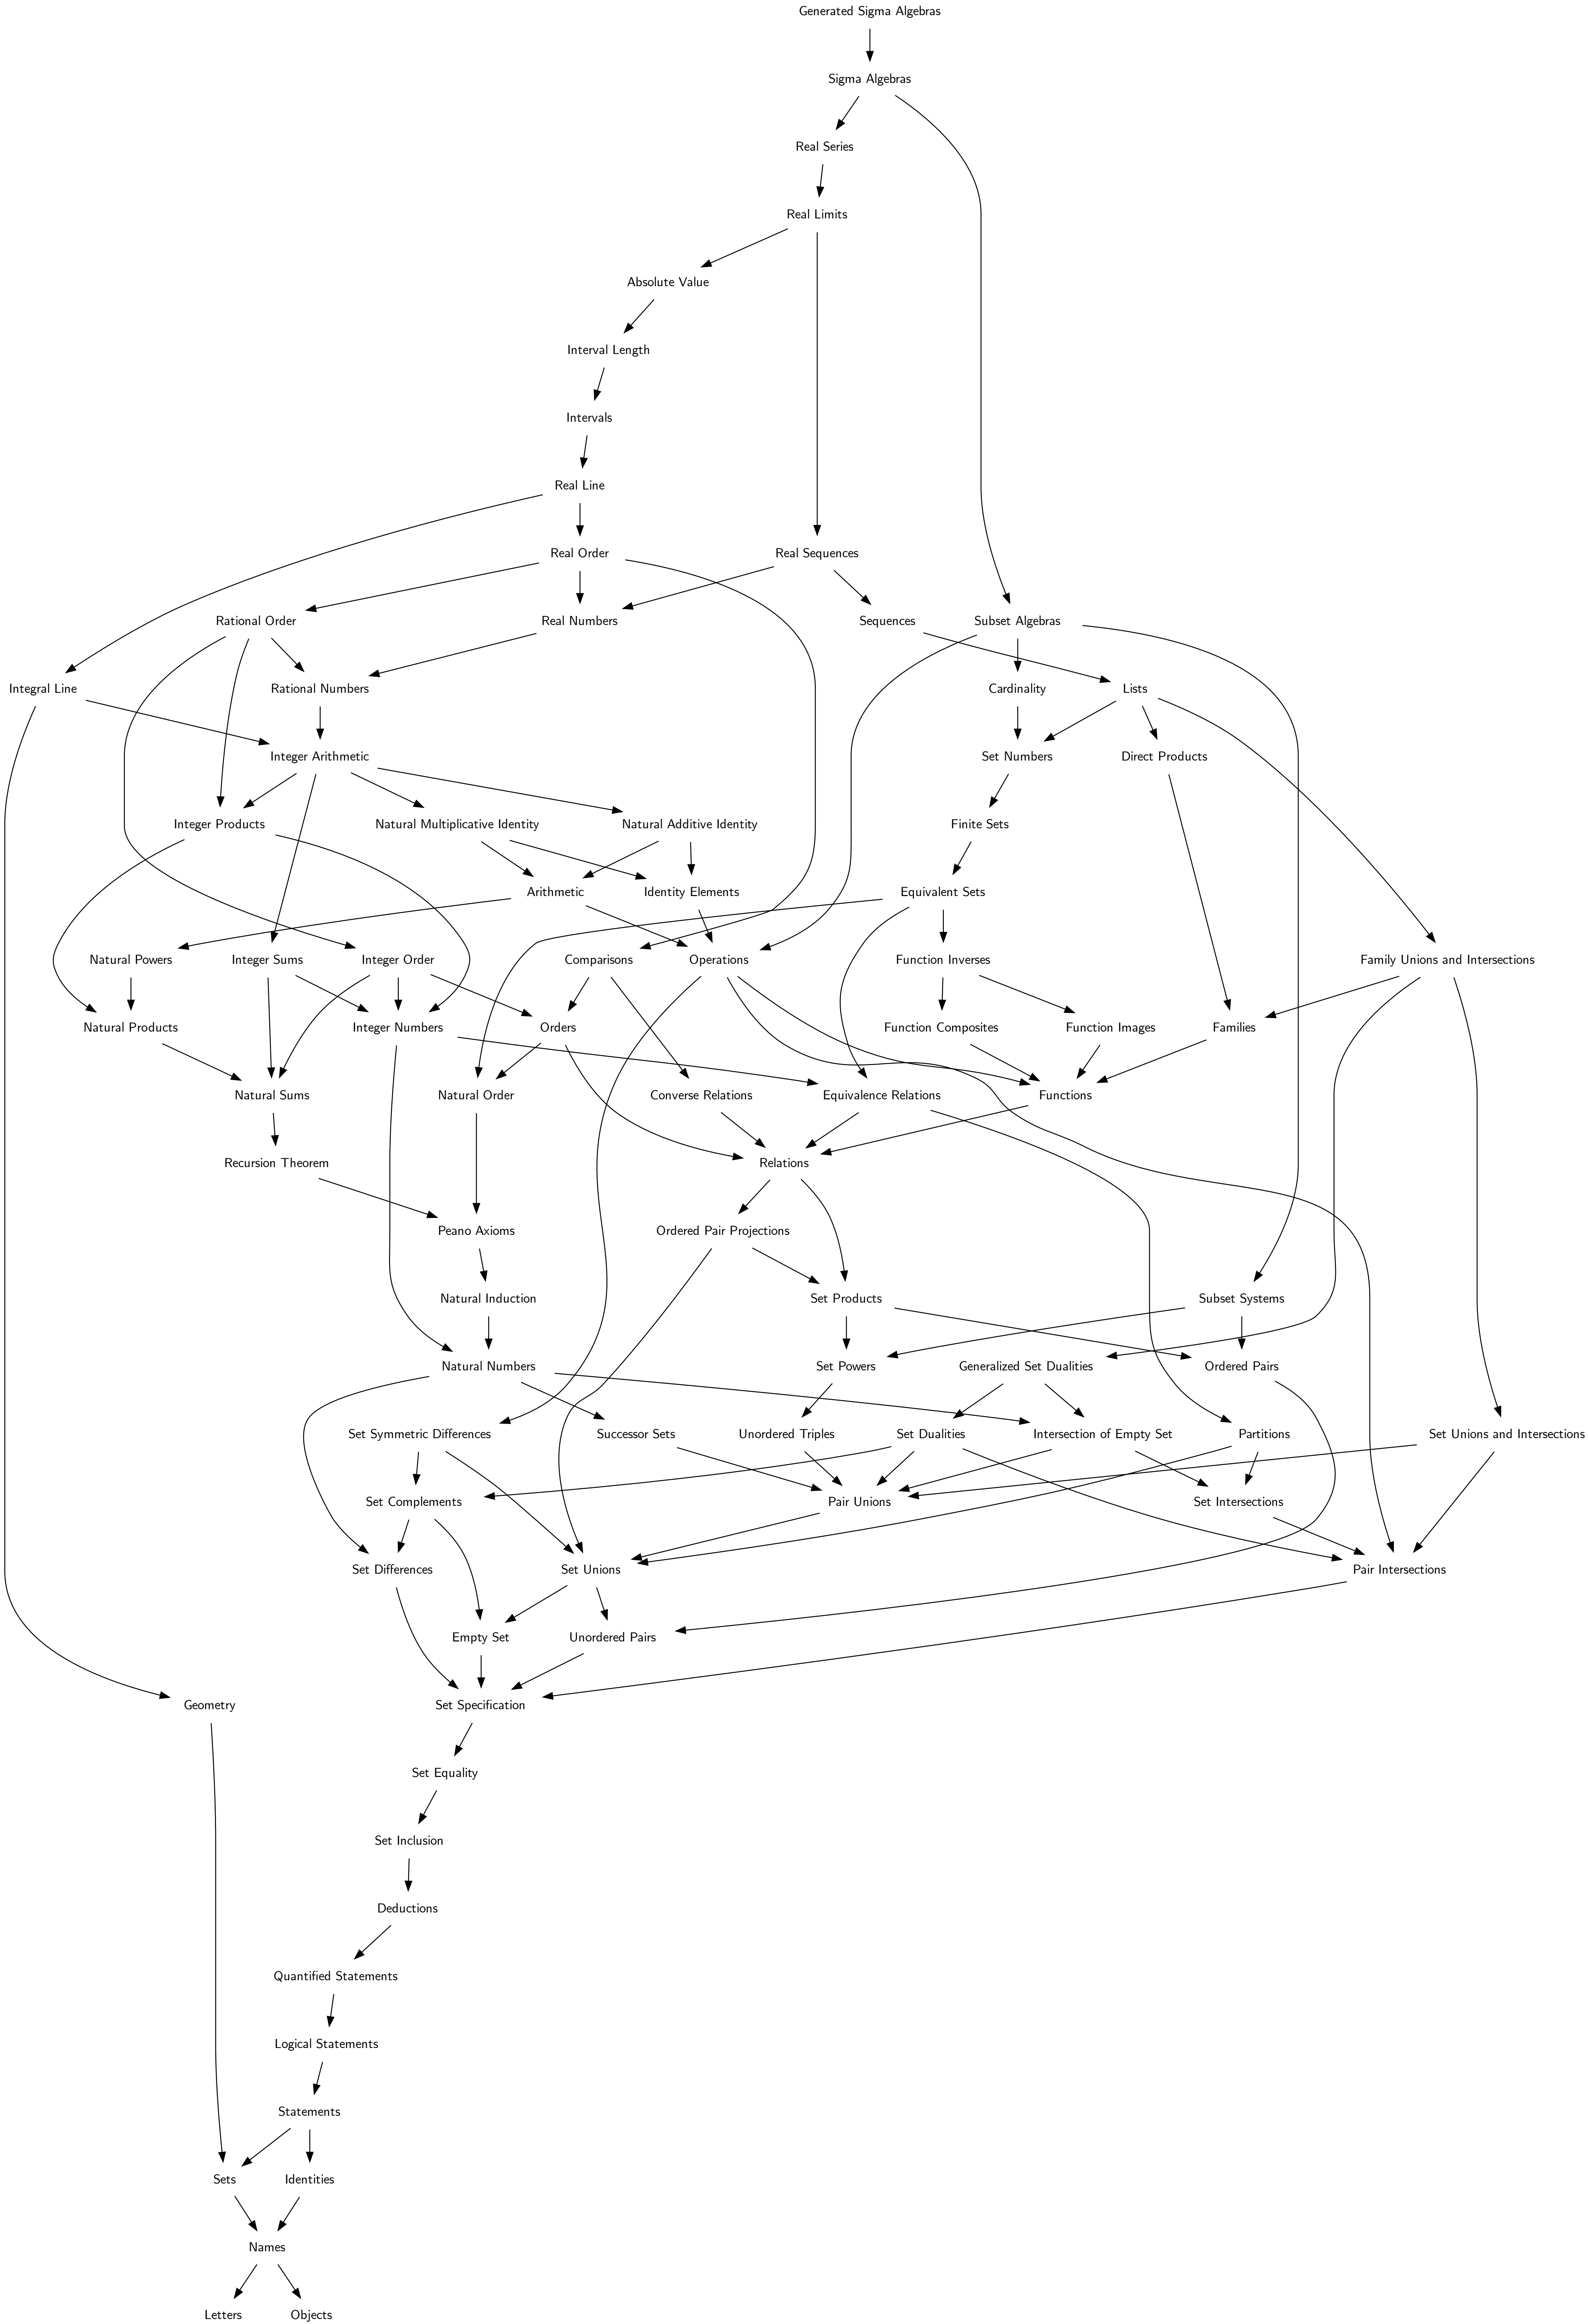 Generated Sigma Algebras
Sigma Algebras
Real Series
Real Limits
Absolute Value
Interval Length
Intervals
Real Line
Real Order
Real Sequences
Rational Order
Real Numbers
Sequences
Subset Algebras
Integral Line
Rational Numbers
Cardinality
Lists
Integer Arithmetic
Set Numbers
Direct Products
Integer Products
Natural Multiplicative Identity
Natural Additive Identity
Finite Sets
Arithmetic
Identity Elements
Equivalent Sets
Natural Powers
Integer Sums
Integer Order
Comparisons
Operations
Function Inverses
Family Unions and Intersections
Natural Products
Integer Numbers
Orders
Function Composites
Function Images
Families
Natural Sums
Natural Order
Converse Relations
Equivalence Relations
Functions
Recursion Theorem
Relations
Peano Axioms
Ordered Pair Projections
Natural Induction
Set Products
Subset Systems
Natural Numbers
Set Powers
Generalized Set Dualities
Ordered Pairs
Set Symmetric Differences
Successor Sets
Unordered Triples
Set Dualities
Intersection of Empty Set
Partitions
Set Unions and Intersections
Set Complements
Pair Unions
Set Intersections
Set Differences
Set Unions
Pair Intersections
Empty Set
Unordered Pairs
Geometry
Set Specification
Set Equality
Set Inclusion
Deductions
Quantified Statements
Logical Statements
Statements
Sets
Identities
Names
Letters
Objects